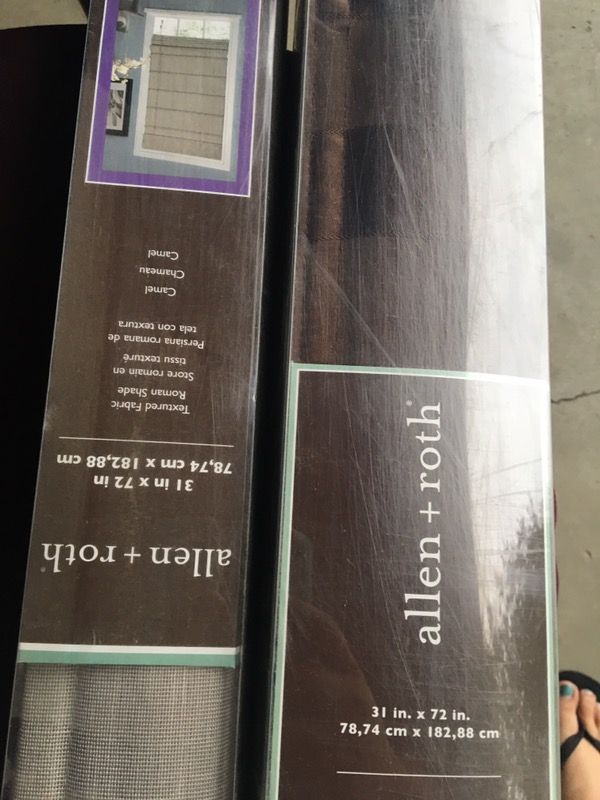 allen + roth®
31 in x 72 in
78,74 cm x 182,88 cm
Textured Fabric
Roman Shade
Store romain en
tissu texturé
Persiana romana de
tela con textura
Camel
Chameau
Camel
allen + roth®
31 in. x 72 in.
78,74 cm x 182,88 cm